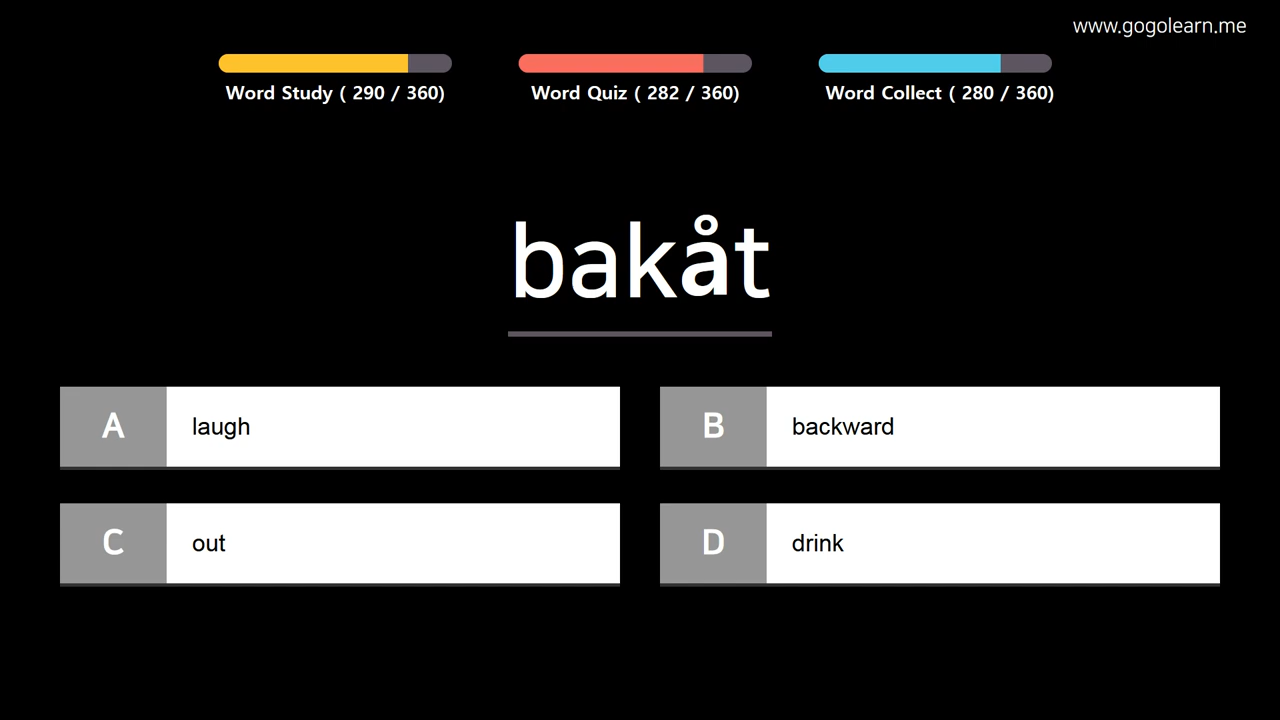 www.gogolearn.me
Word Study ( 290 / 360)
Word Quiz ( 282 / 360)
Word Collect ( 280 / 360)
bakåt
A laugh
B backward
C out
D drink